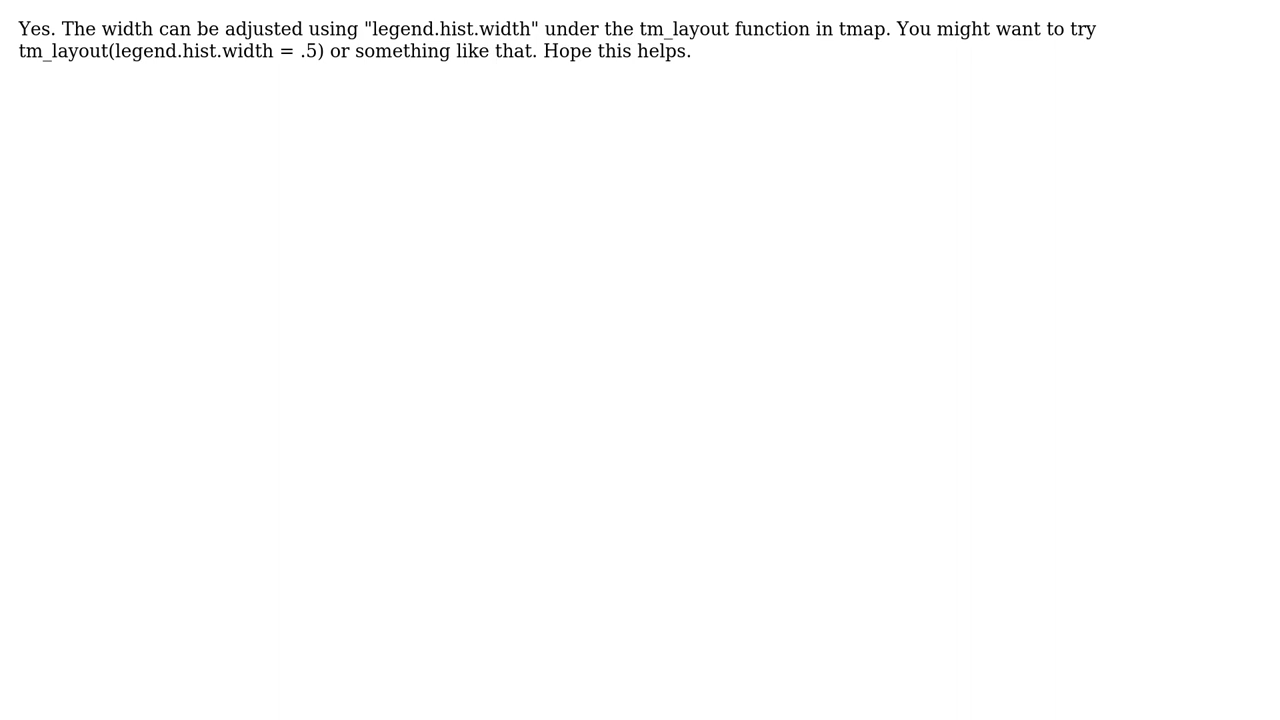 Yes. The width can be adjusted using "legend.hist.width" under the tm_layout function in tmap. You might want to try
tm_layout(legend.hist.width = .5) or something like that. Hope this helps.